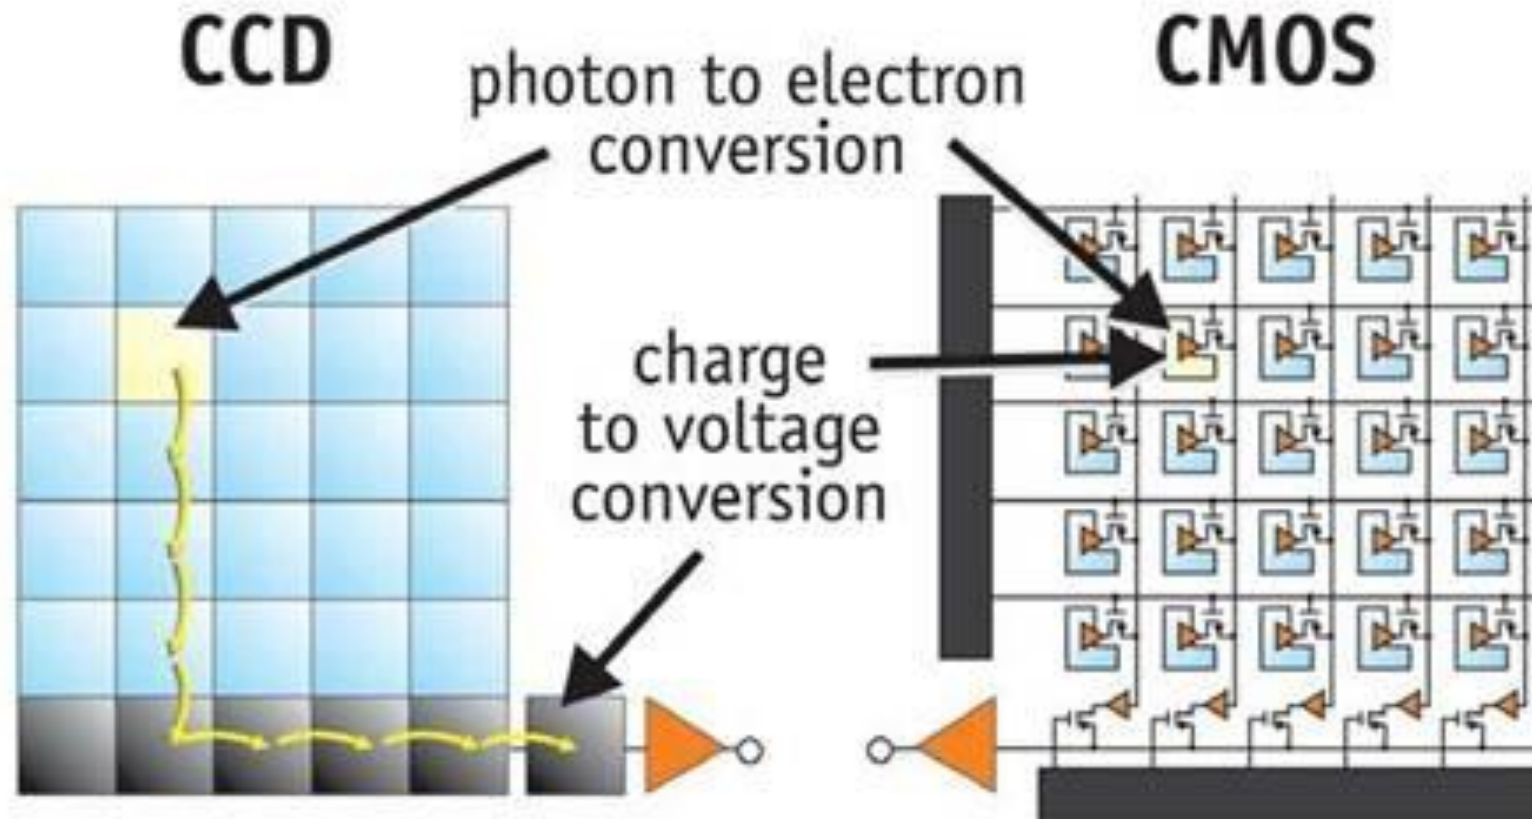 CCD
CMOS
photon to electron
conversion
charge
to voltage
conversion